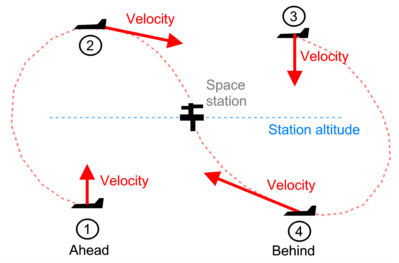 Velocity
2
3
Velocity
Space
station
Station altitude
Velocity
Velocity
1
4
Ahead
Behind